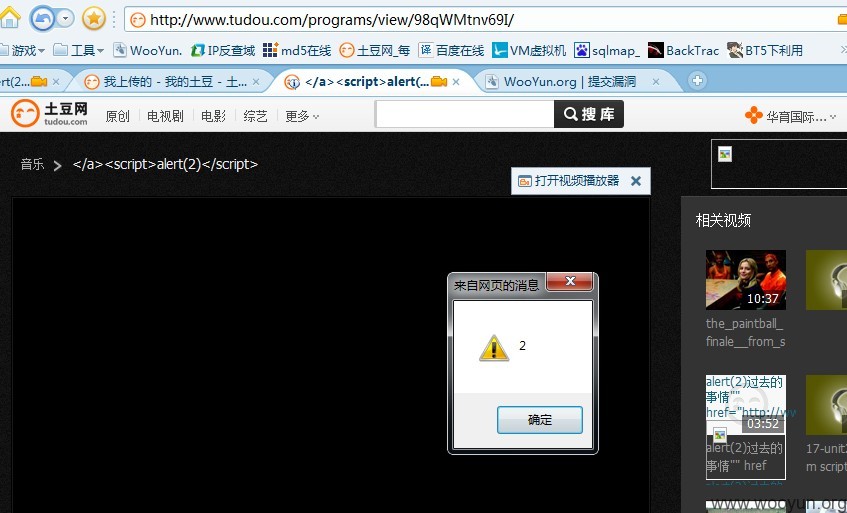 http://www.tudou.com/programs/view/98qWMtnv69I/
游戏 工具 WooYun. IP反查域 md5在线 土豆网_每 百度在线 VM虚拟机 sqlmap_ BackTrac BT5下利用
rt(2... 我上传的 - 我的土豆 - 土... </a><script>alert(... WooYun.org | 提交漏洞
土豆网
tudou.com
原创 电视剧 电影 综艺 更多 搜 库 华育国际...
音乐 > </a><script>alert(2)</script>
打开视频播放器
相关视频
来自网页的消息
2
确定
10:37
the_paintball_
finale__from_s
alert(2)过去的
事情""
href="http://wv
03:52
alert(2)过去的
事情"" href
17-unit2
m script
www.wooyun.org